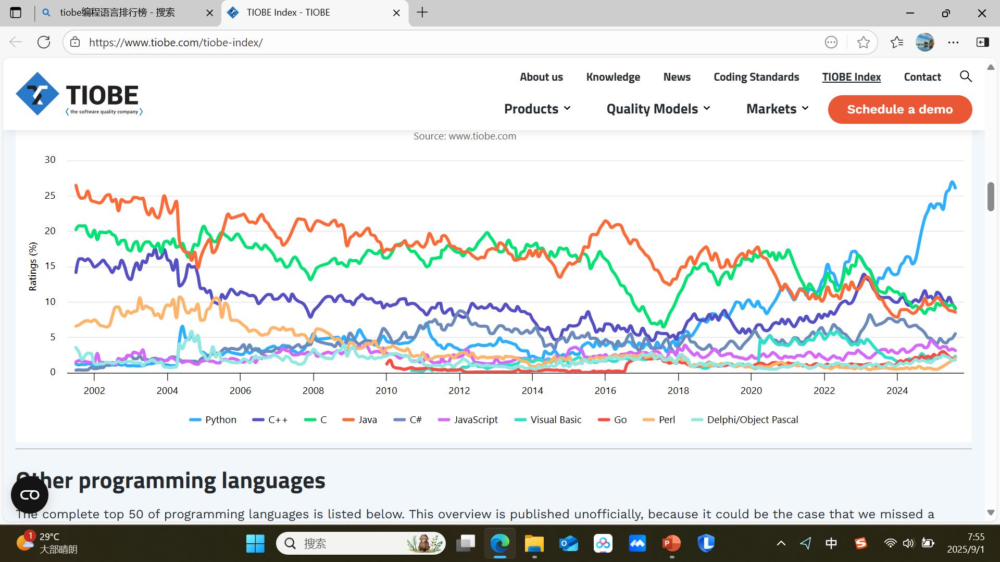 tiobe编程语言排行榜 - 搜索
TIOBE Index - TIOBE
https://www.tiobe.com/tiobe-index/
About us Knowledge News Coding Standards TIOBE Index Contact
TIOBE
the software quality company
Products Quality Models Markets Schedule a demo
Source: www.tiobe.com
Ratings (%)
30
25
20
15
10
5
0
2002 2004 2006 2008 2010 2012 2014 2016 2018 2020 2022 2024
Python C++ C Java C# JavaScript Visual Basic Go Perl Delphi/Object Pascal
Other programming languages
The complete top 50 of programming languages is listed below. This overview is published unofficially, because it could be the case that we missed a
1
29°C
大部晴朗
搜索
中
7:55
2025/9/1